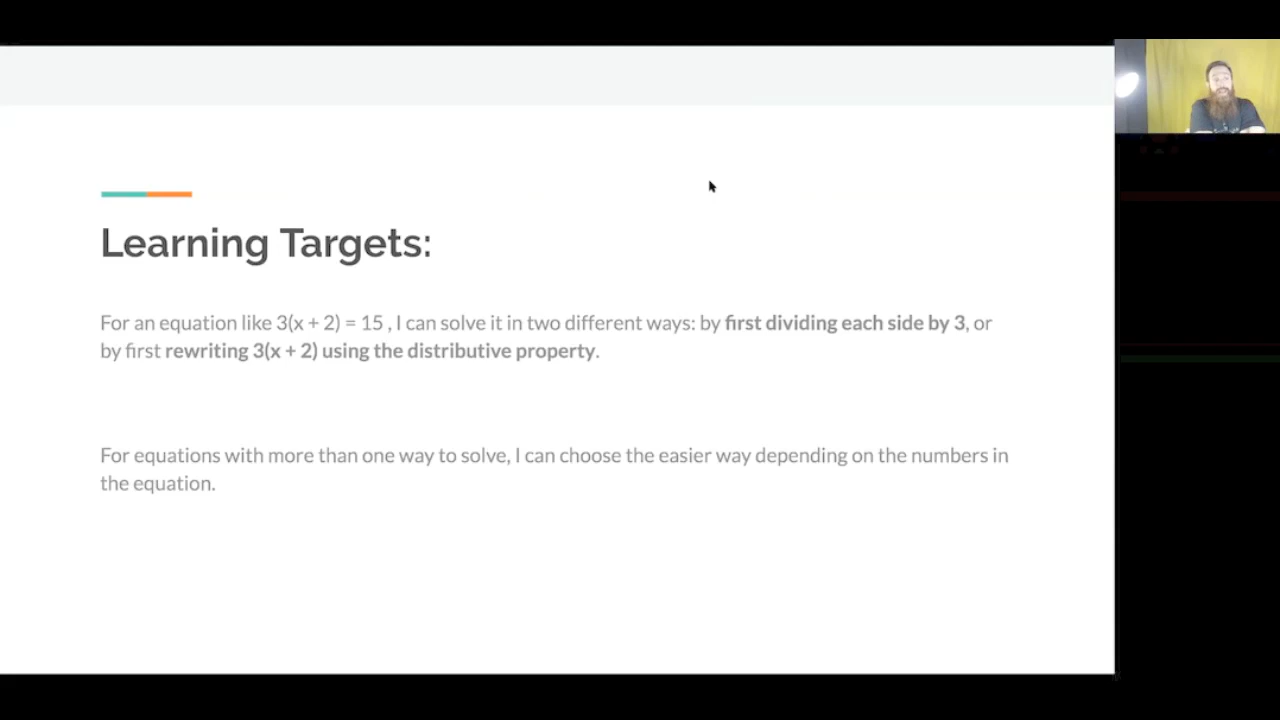 Learning Targets:
For an equation like 3(x + 2) = 15 , I can solve it in two different ways: by first dividing each side by 3, or
by first rewriting 3(x + 2) using the distributive property.
For equations with more than one way to solve, I can choose the easier way depending on the numbers in
the equation.